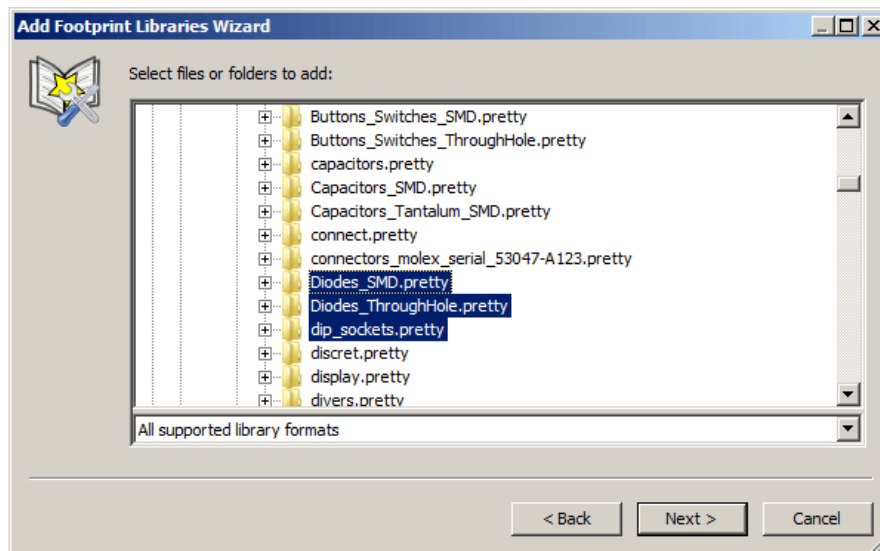 Add Footprint Libraries Wizard
Select files or folders to add:
Buttons_Switches_SMD.pretty
Buttons_Switches_ThroughHole.pretty
capacitors.pretty
Capacitors_SMD.pretty
Capacitors_Tantalum_SMD.pretty
connect.pretty
connectors_molex_serial_53047-A123.pretty
Diodes_SMD.pretty
Diodes_ThroughHole.pretty
dip_sockets.pretty
discret.pretty
display.pretty
divers.pretty
All supported library formats
< Back
Next >
Cancel